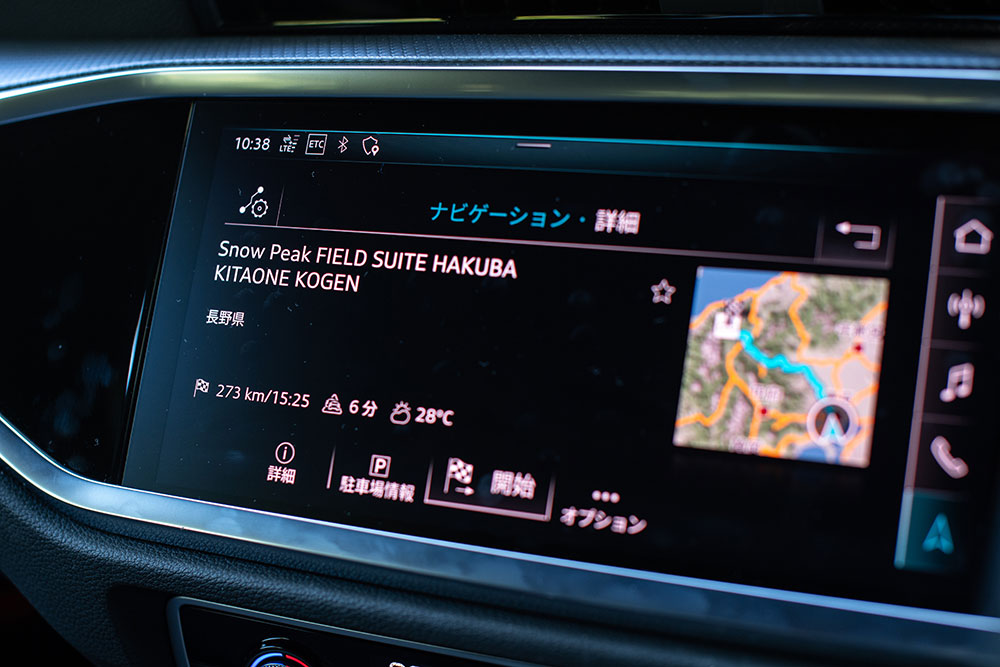 10:38 LTE ETC
ナビゲーション・詳細
Snow Peak FIELD SUITE HAKUBA
KITAONE KOGEN
長野県
273 km/15:25 6分 28°C
詳細
P
駐車場情報
開始
オプション